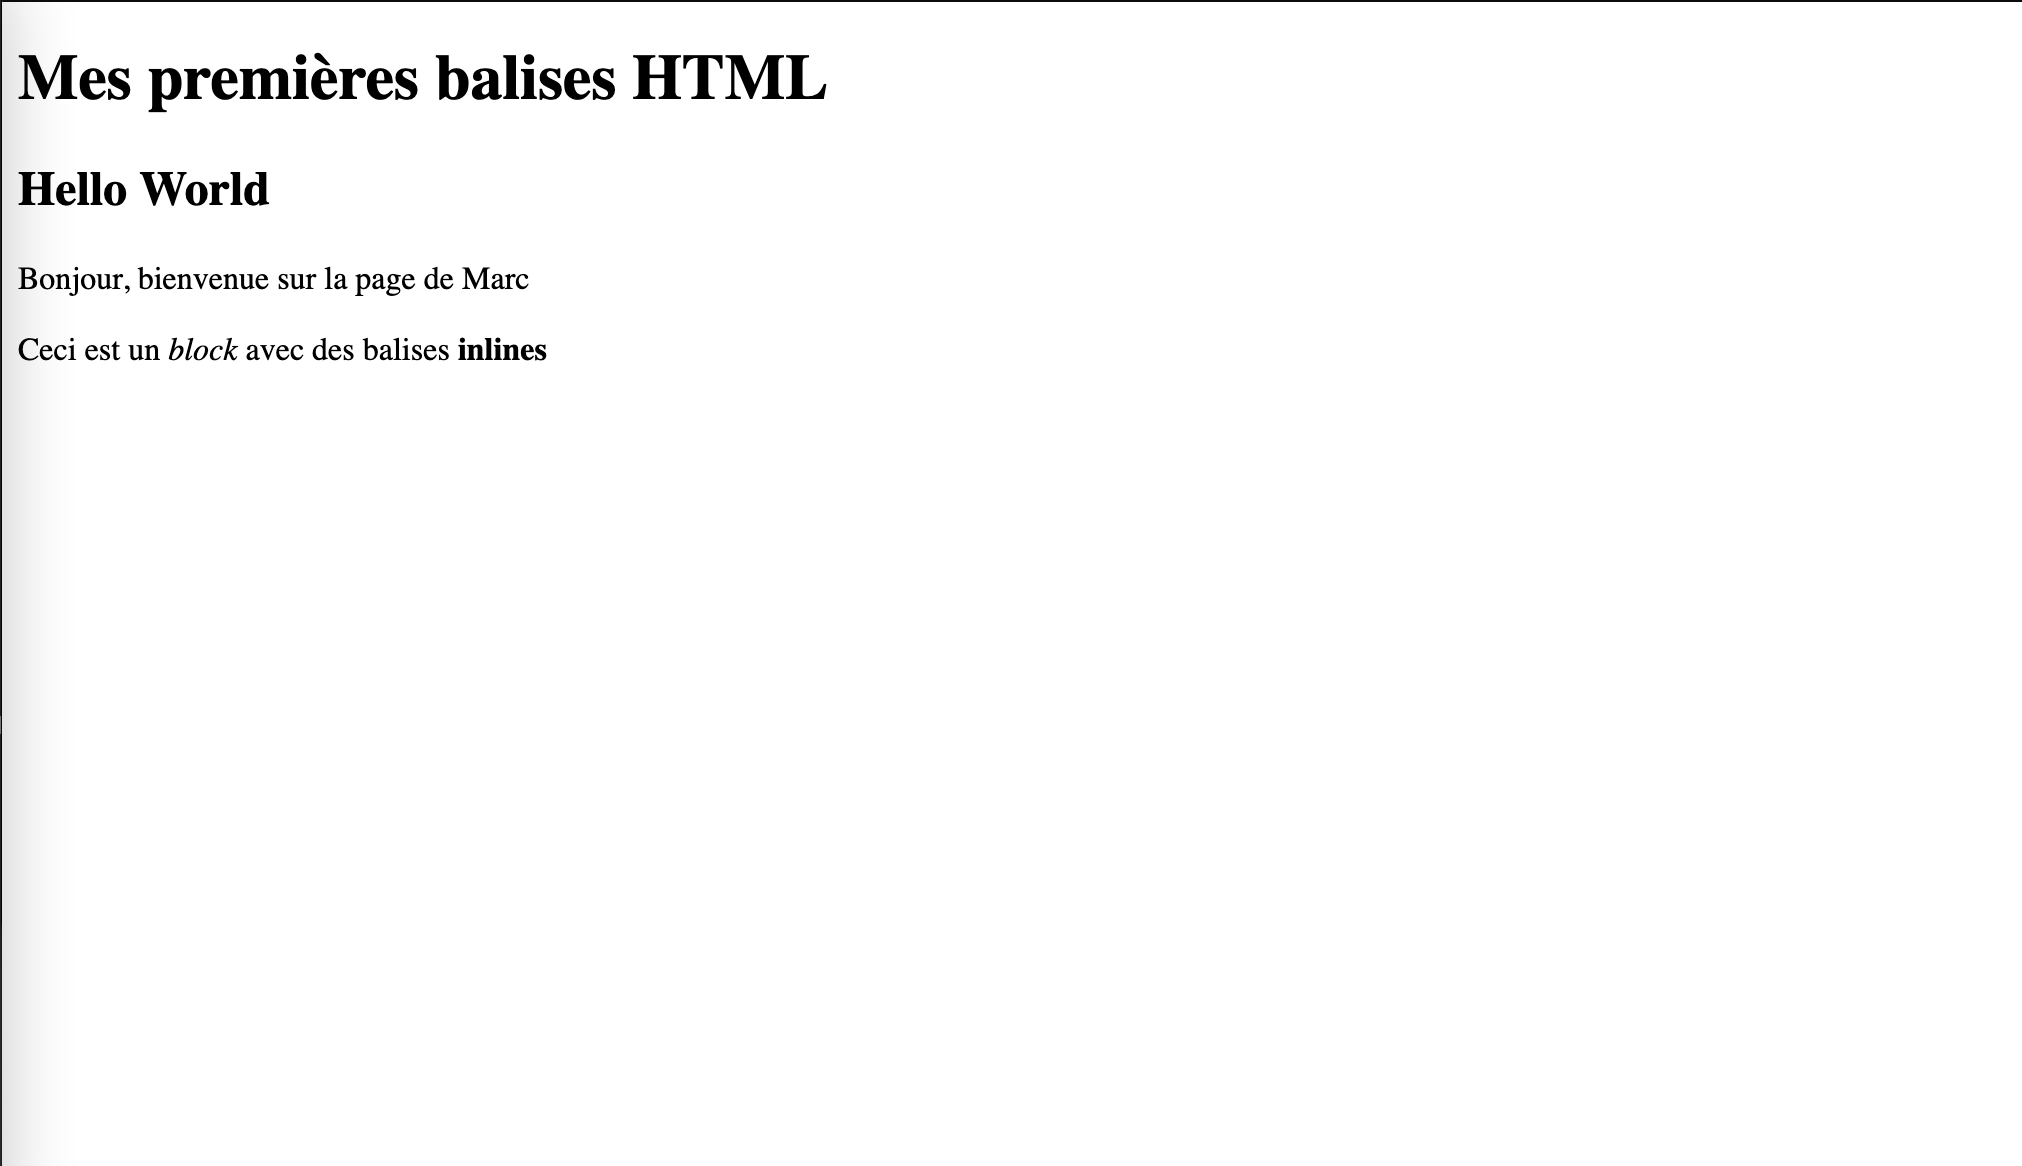 Mes premières balises HTML
Hello World
Bonjour, bienvenue sur la page de Marc
Ceci est un block avec des balises inlines